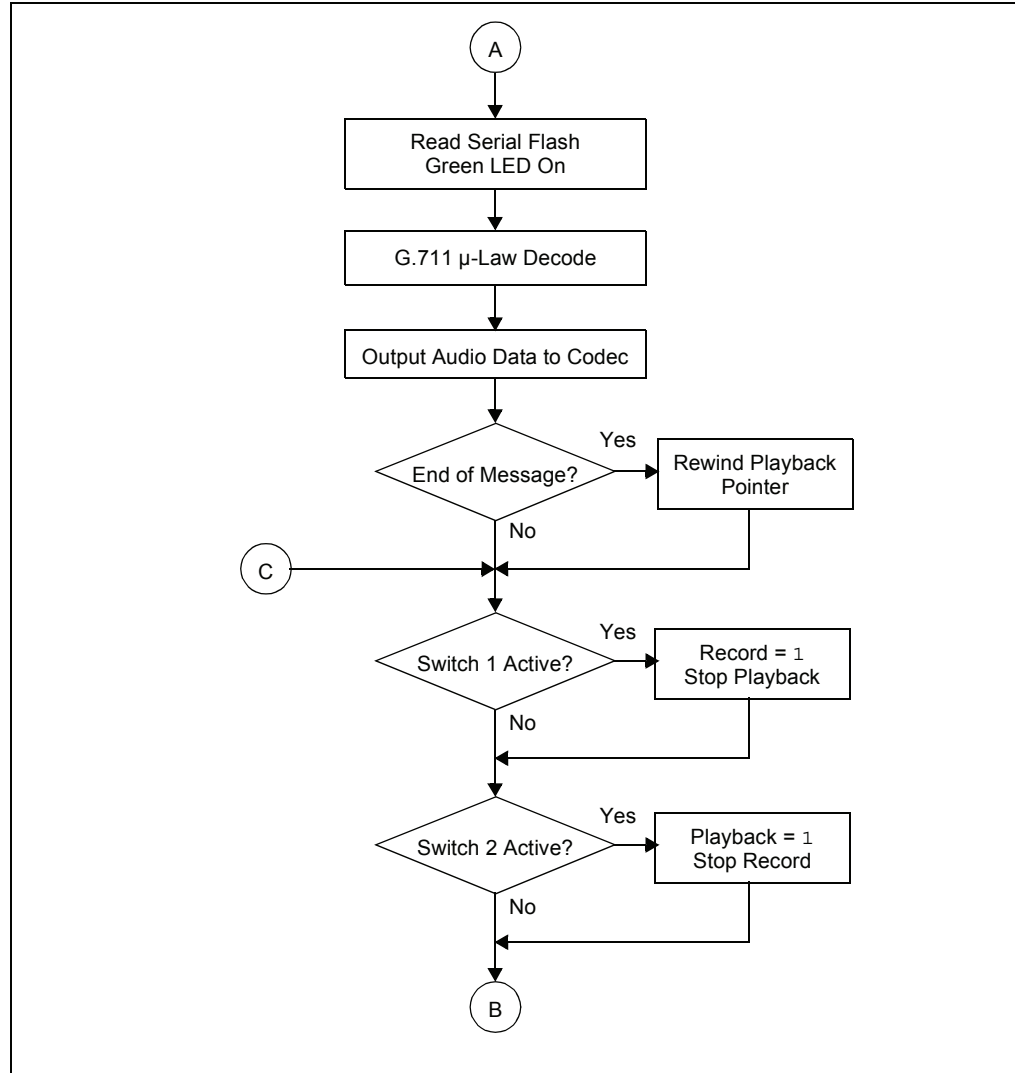 A
Read Serial Flash
Green LED On
G.711 µ-Law Decode
Output Audio Data to Codec
End of Message?
Yes
Rewind Playback
Pointer
No
C
Switch 1 Active?
Yes
Record = 1
Stop Playback
No
Switch 2 Active?
Yes
Playback = 1
Stop Record
No
B